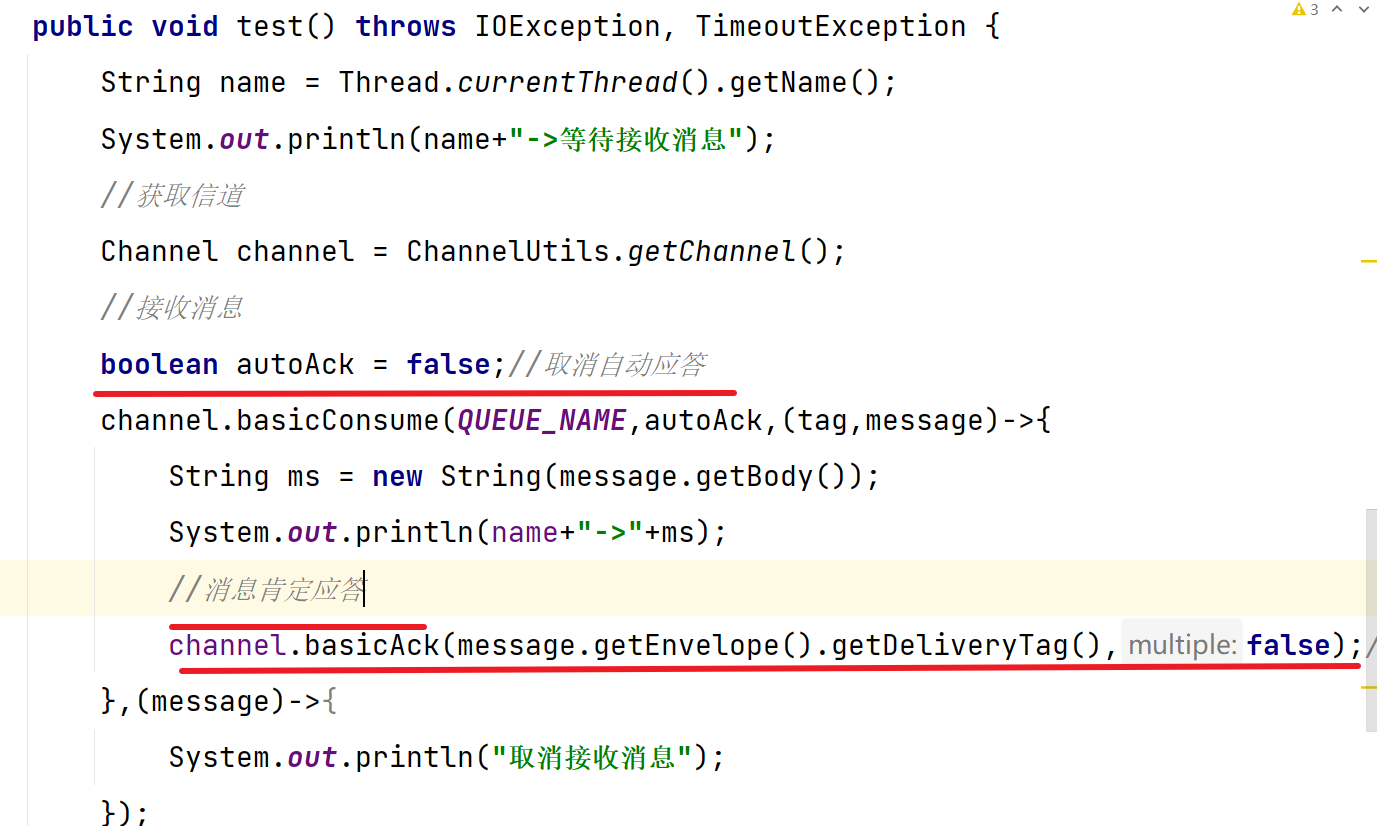 3
public void test() throws IOException, TimeoutException {
String name = Thread.currentThread().getName();
System.out.println(name+"->等待接收消息");
//获取信道
Channel channel = ChannelUtils.getChannel();
//接收消息
boolean autoAck = false;//取消自动应答
channel.basicConsume(QUEUE_NAME,autoAck,(tag,message)->{
String ms = new String(message.getBody());
System.out.println(name+"->"+ms);
//消息肯定应答
channel.basicAck(message.getEnvelope().getDeliveryTag(), multiple: false);/
},(message)->{
System.out.println("取消接收消息");
});